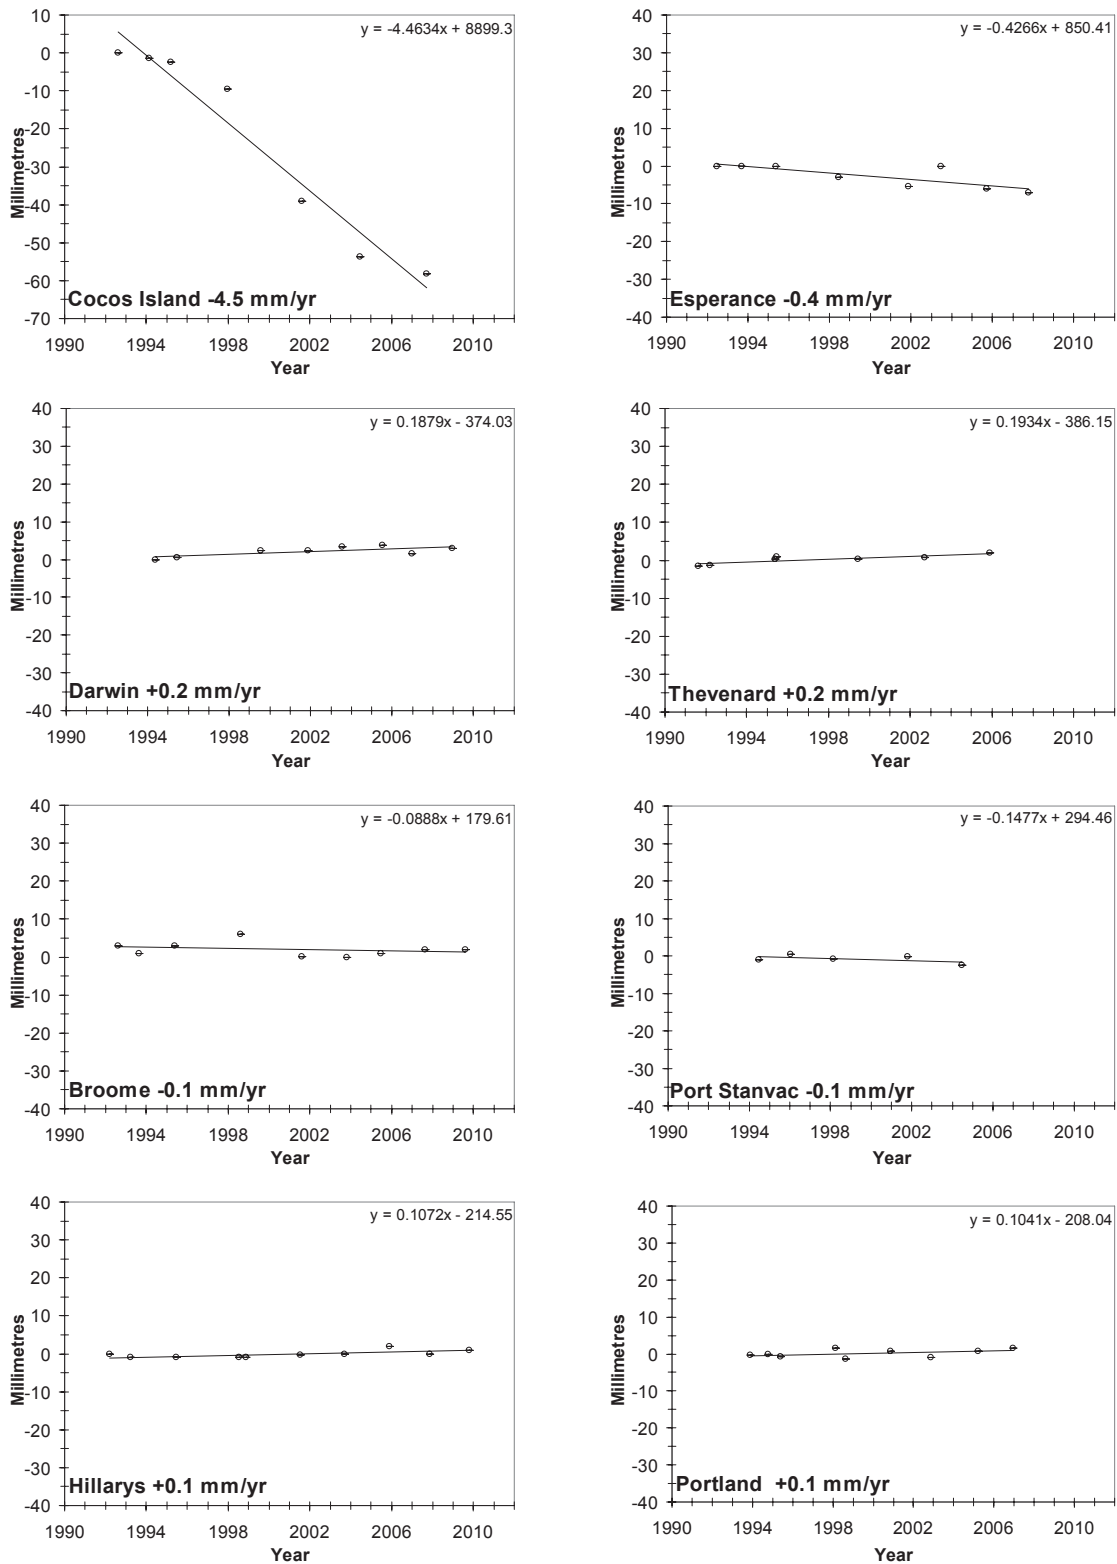 y = -4.4634x + 8899.3
10
0
-10
-20
-30
-40
-50
-60
-70
Millimetres
Cocos Island -4.5 mm/yr
1990 1994 1998 2002 2006 2010
Year
y = -0.4266x + 850.41
40
30
20
10
0
-10
-20
-30
-40
Millimetres
Esperance -0.4 mm/yr
1990 1994 1998 2002 2006 2010
Year
y = 0.1879x - 374.03
40
30
20
10
0
-10
-20
-30
-40
Millimetres
Darwin +0.2 mm/yr
1990 1994 1998 2002 2006 2010
Year
y = 0.1934x - 386.15
40
30
20
10
0
-10
-20
-30
-40
Millimetres
Thevenard +0.2 mm/yr
1990 1994 1998 2002 2006 2010
Year
y = -0.0888x + 179.61
40
30
20
10
0
-10
-20
-30
-40
Millimetres
Broome -0.1 mm/yr
1990 1994 1998 2002 2006 2010
Year
y = -0.1477x + 294.46
40
30
20
10
0
-10
-20
-30
-40
Millimetres
Port Stanvac -0.1 mm/yr
1990 1994 1998 2002 2006 2010
Year
y = 0.1072x - 214.55
40
30
20
10
0
-10
-20
-30
-40
Millimetres
Hillarys +0.1 mm/yr
1990 1994 1998 2002 2006 2010
Year
y = 0.1041x - 208.04
40
30
20
10
0
-10
-20
-30
-40
Millimetres
Portland +0.1 mm/yr
1990 1994 1998 2002 2006 2010
Year